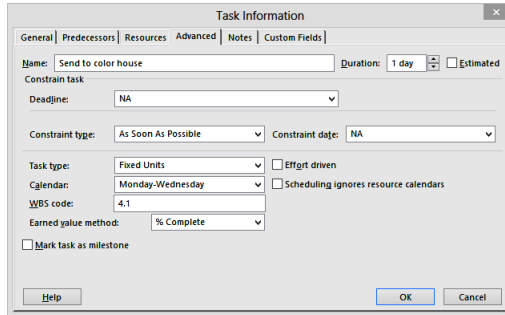 Task Information
General Predecessors Resources Advanced Notes Custom Fields
Name: Send to color house Duration: 1 day Estimated
Constrain task
Deadline: NA
Constraint type: As Soon As Possible Constraint date: NA
Task type: Fixed Units Effort driven
Calendar: Monday-Wednesday Scheduling ignores resource calendars
WBS code: 4.1
Earned value method: % Complete
Mark task as milestone
Help OK Cancel